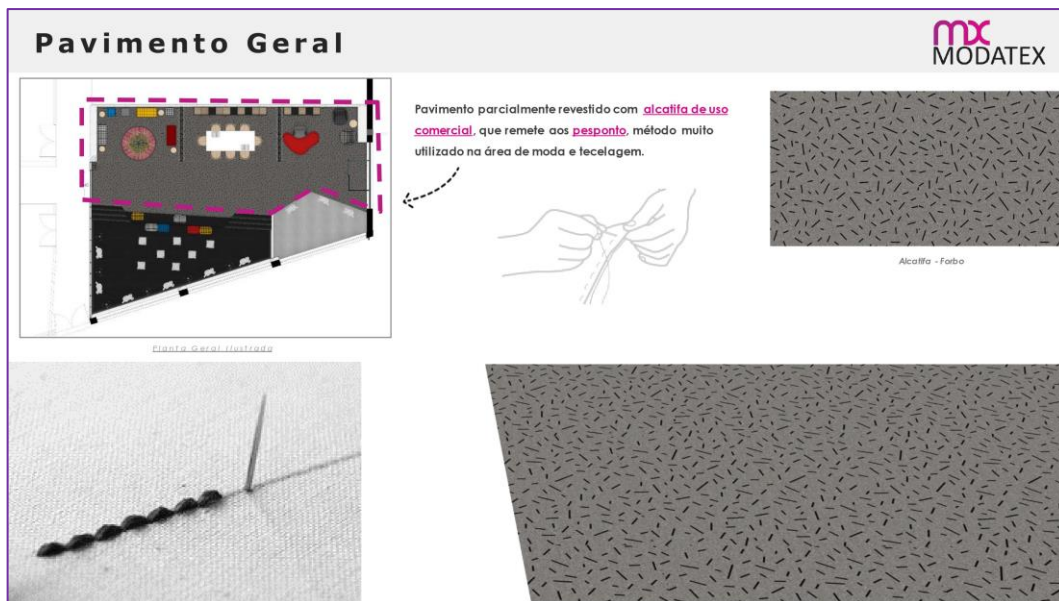 Pavimento Geral
mx
MODATEX
Pavimento parcialmente revestido com alcatifa de uso
comercial, que remete aos pesponto, método muito
utilizado na área de moda e tecelagem.
Alcatifa - Forbo
Planta Geral Ilustrada